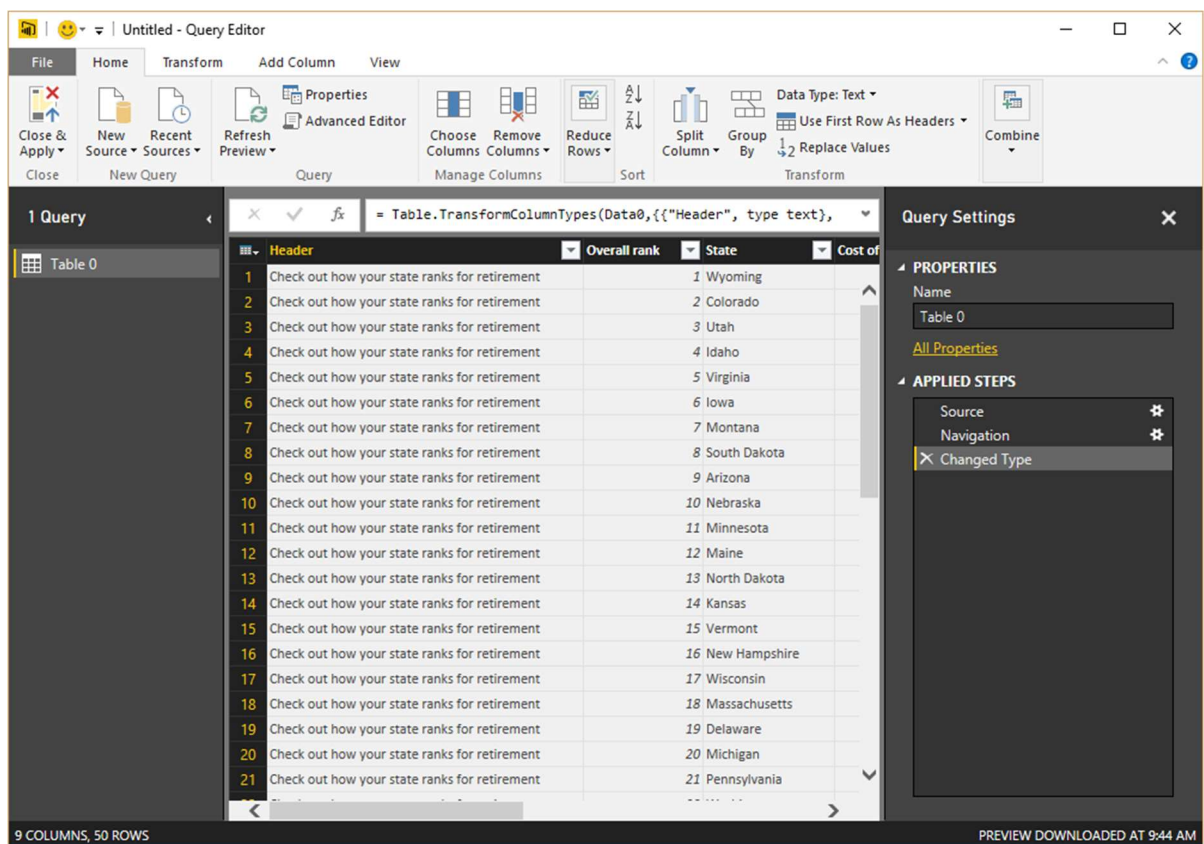 Untitled - Query Editor
File Home Transform Add Column View
Close & Apply
New Source
Recent Sources
Refresh Preview
Properties
Advanced Editor
Choose Columns
Remove Columns
Reduce Rows
Split Column
Group By
Data Type: Text
Use First Row As Headers
Replace Values
Combine
Close New Query Query Manage Columns Sort Transform
1 Query
Table 0
fx = Table.TransformColumnTypes(Data0,{{"Header", type text},
Header Overall rank State Cost of
1 Check out how your state ranks for retirement 1 Wyoming
2 Check out how your state ranks for retirement 2 Colorado
3 Check out how your state ranks for retirement 3 Utah
4 Check out how your state ranks for retirement 4 Idaho
5 Check out how your state ranks for retirement 5 Virginia
6 Check out how your state ranks for retirement 6 Iowa
7 Check out how your state ranks for retirement 7 Montana
8 Check out how your state ranks for retirement 8 South Dakota
9 Check out how your state ranks for retirement 9 Arizona
10 Check out how your state ranks for retirement 10 Nebraska
11 Check out how your state ranks for retirement 11 Minnesota
12 Check out how your state ranks for retirement 12 Maine
13 Check out how your state ranks for retirement 13 North Dakota
14 Check out how your state ranks for retirement 14 Kansas
15 Check out how your state ranks for retirement 15 Vermont
16 Check out how your state ranks for retirement 16 New Hampshire
17 Check out how your state ranks for retirement 17 Wisconsin
18 Check out how your state ranks for retirement 18 Massachusetts
19 Check out how your state ranks for retirement 19 Delaware
20 Check out how your state ranks for retirement 20 Michigan
21 Check out how your state ranks for retirement 21 Pennsylvania
Query Settings
PROPERTIES
Name
Table 0
All Properties
APPLIED STEPS
Source
Navigation
Changed Type
9 COLUMNS, 50 ROWS
PREVIEW DOWNLOADED AT 9:44 AM